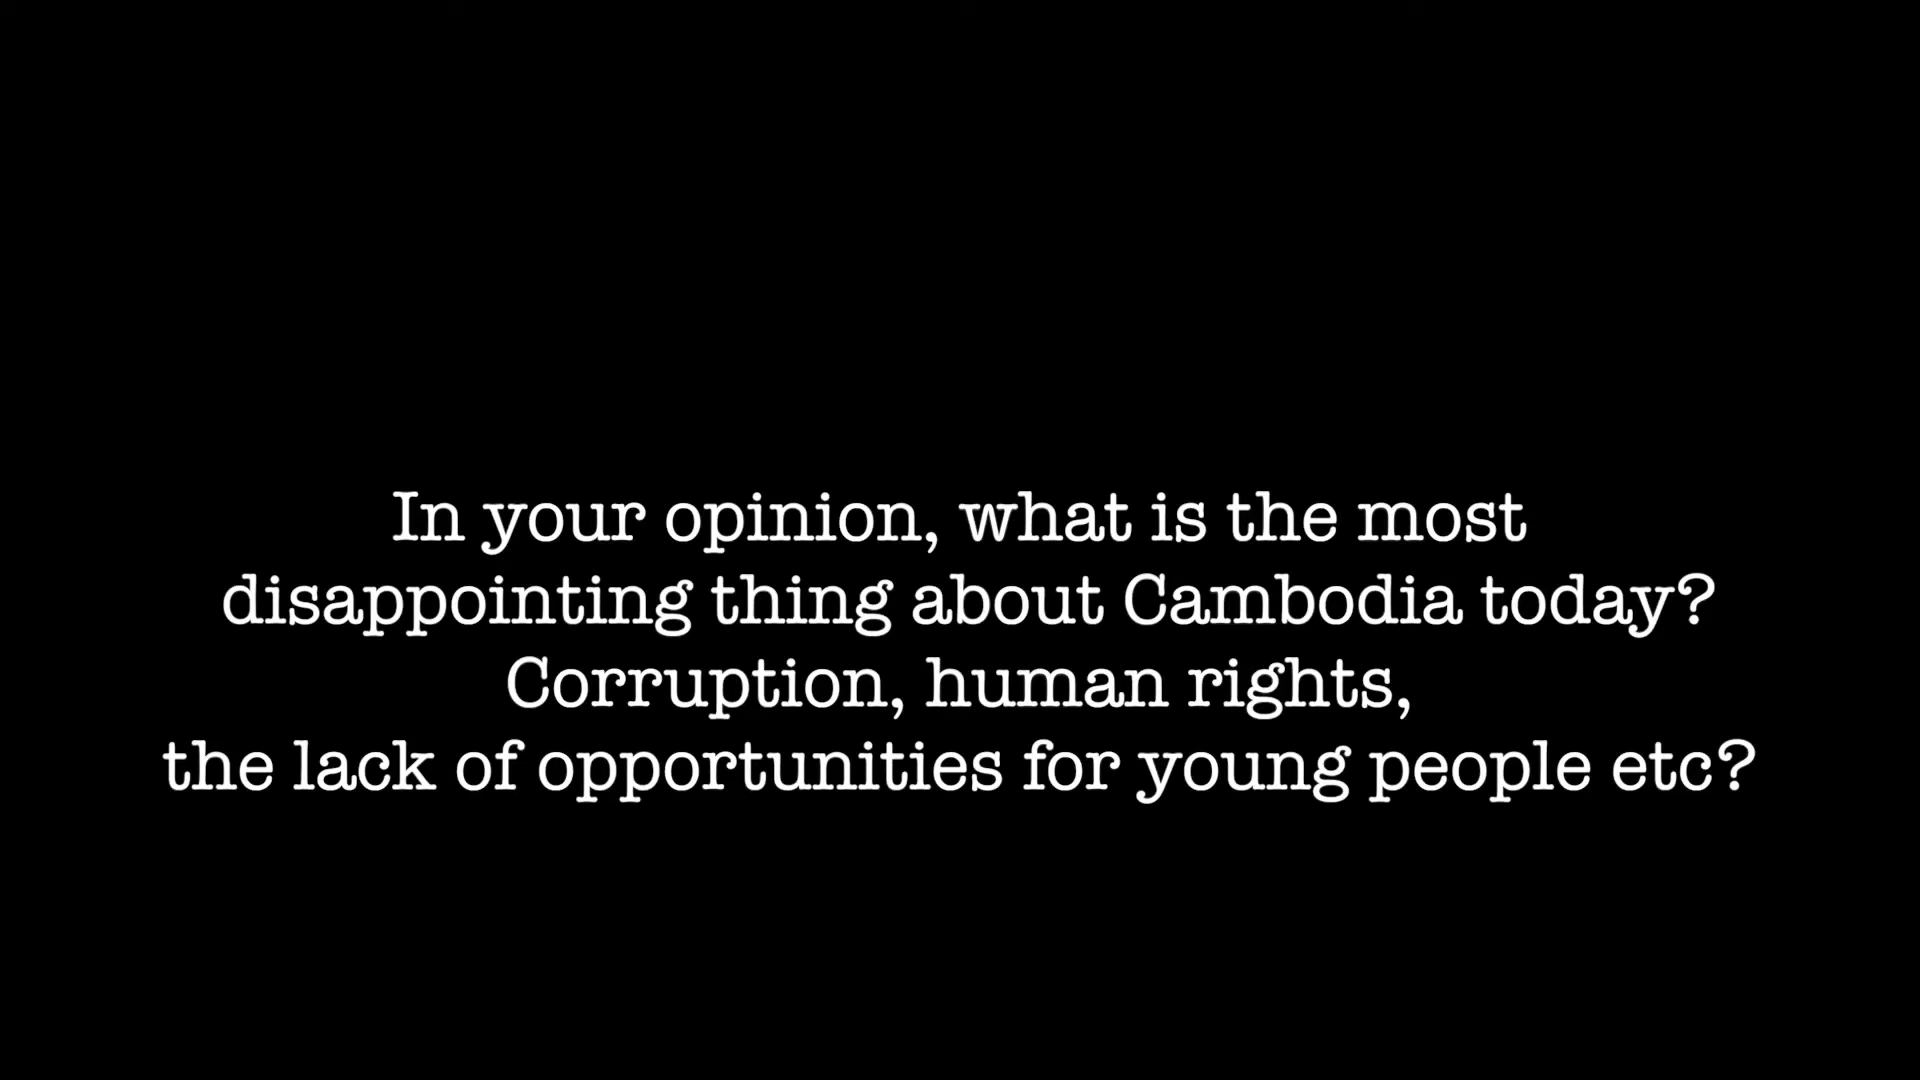 In your opinion, what is the most
disappointing thing about Cambodia today?
Corruption, human rights,
the lack of opportunities for young people etc?